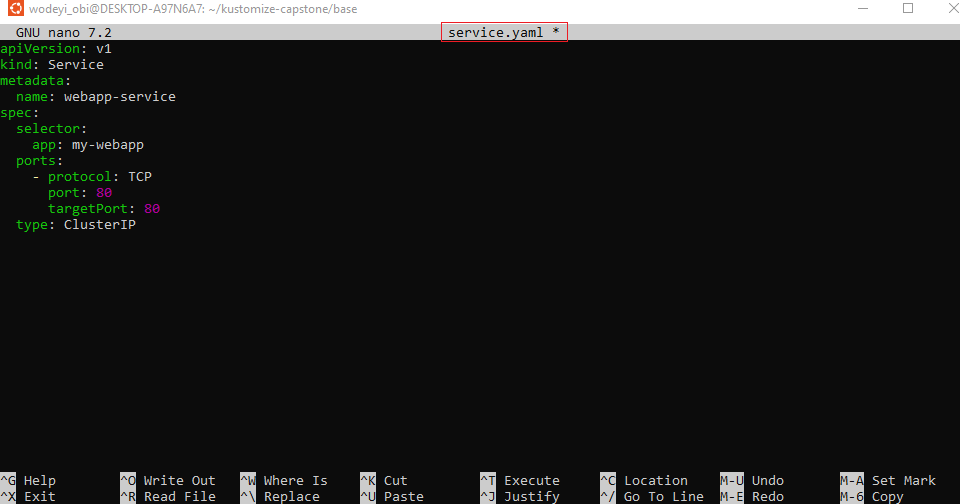 wodeyi_obi@DESKTOP-A97N6A7: ~/kustomize-capstone/base
GNU nano 7.2 service.yaml *
apiVersion: v1
kind: Service
metadata:
  name: webapp-service
spec:
  selector:
    app: my-webapp
  ports:
    - protocol: TCP
      port: 80
      targetPort: 80
  type: ClusterIP
^G Help ^O Write Out ^W Where Is ^K Cut ^T Execute ^C Location M-U Undo M-A Set Mark
^X Exit ^R Read File ^\ Replace ^U Paste ^J Justify ^/ Go To Line M-E Redo M-6 Copy